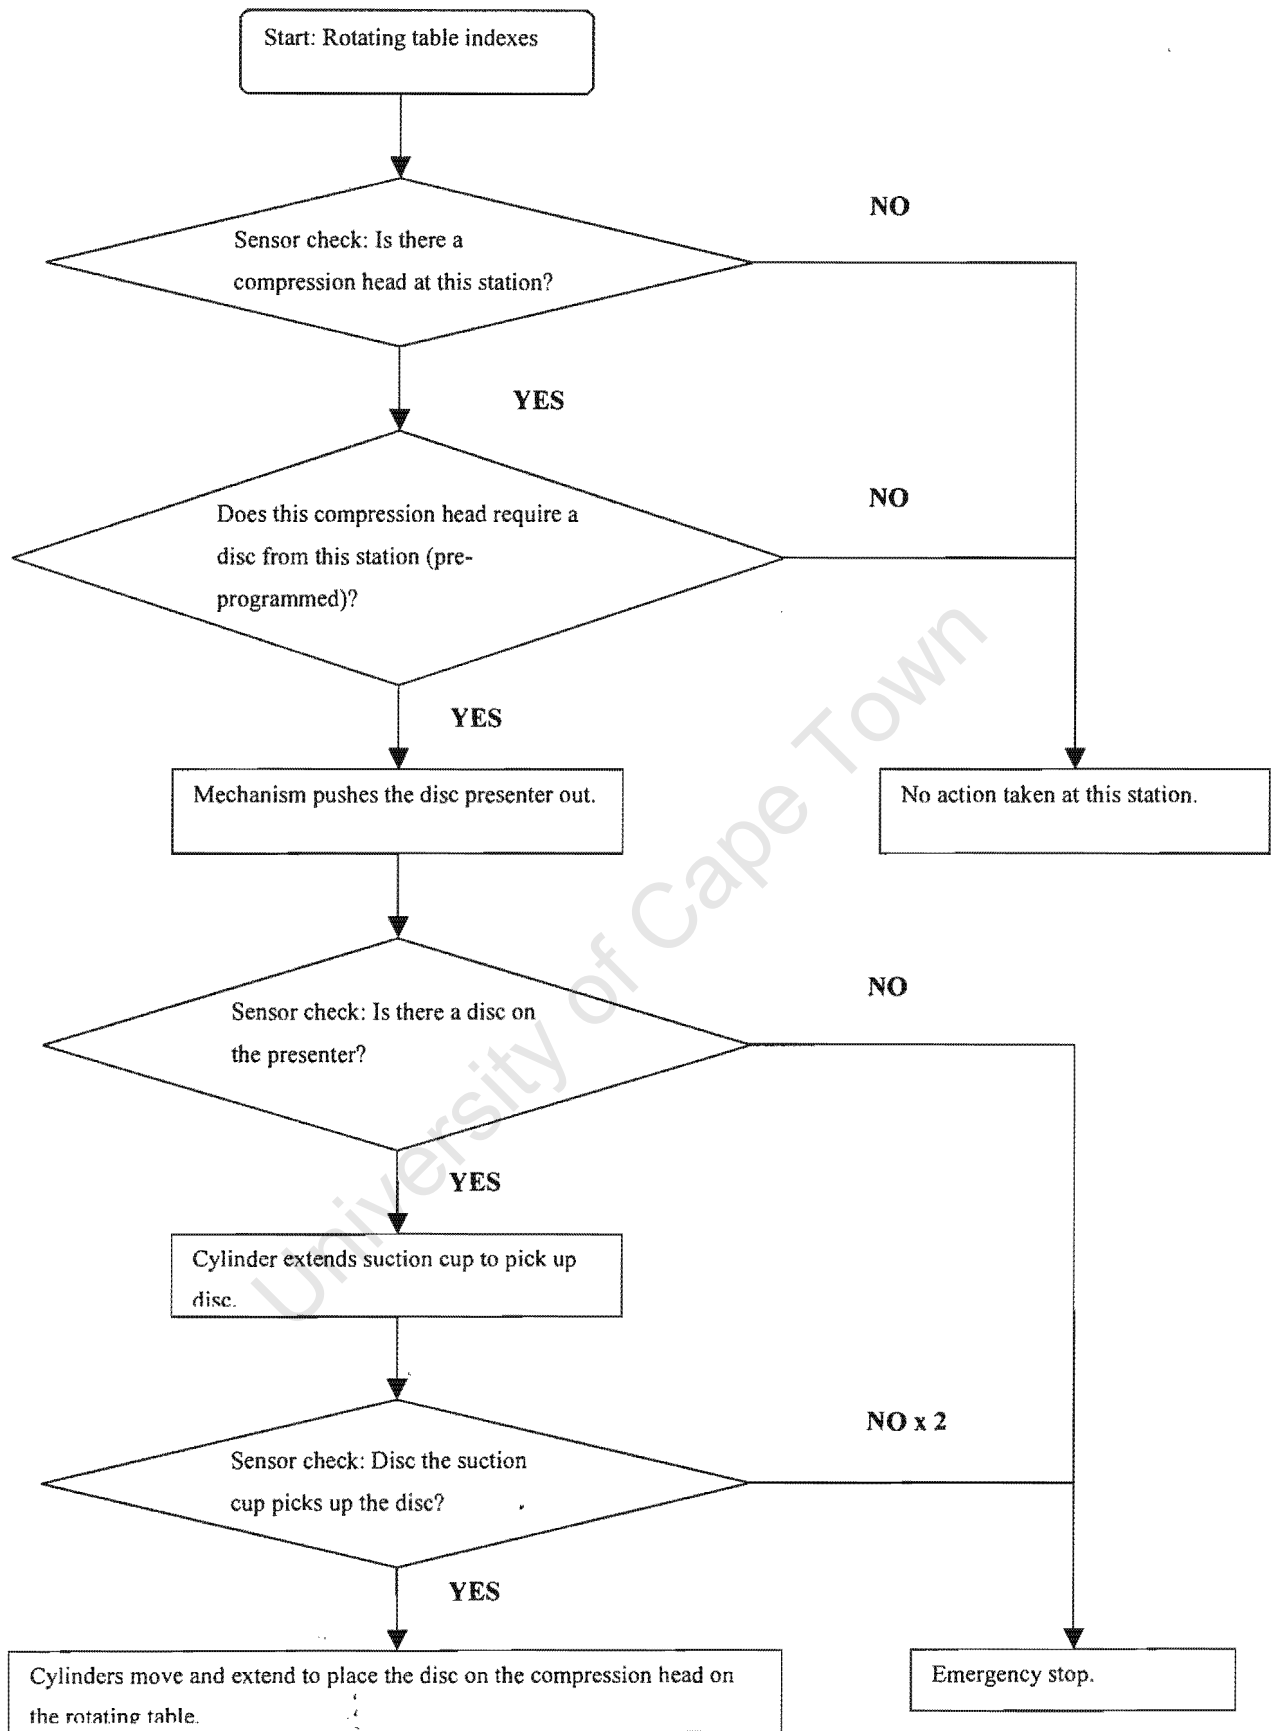 Start: Rotating table indexes
NO
Sensor check: Is there a
compression head at this station?
YES
NO
Does this compression head require a
disc from this station (pre-
programmed)?
YES
Mechanism pushes the disc presenter out.
No action taken at this station.
NO
Sensor check: Is there a disc on
the presenter?
YES
Cylinder extends suction cup to pick up
disc.
NO x 2
Sensor check: Disc the suction
cup picks up the disc?
YES
Cylinders move and extend to place the disc on the compression head on
the rotating table.
Emergency stop.
University of Cape Town